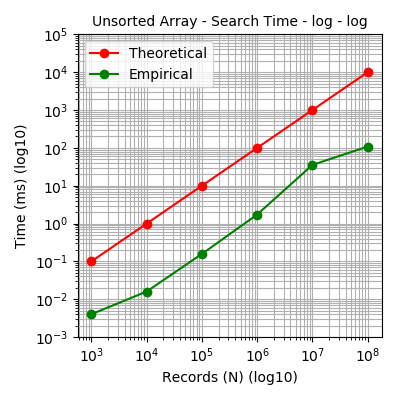 Unsorted Array - Search Time - log - log
Time (ms) (log10)
10^5
10^4
10^3
10^2
10^1
10^0
10^-1
10^-2
10^-3
Theoretical
Empirical
10^3 10^4 10^5 10^6 10^7 10^8
Records (N) (log10)